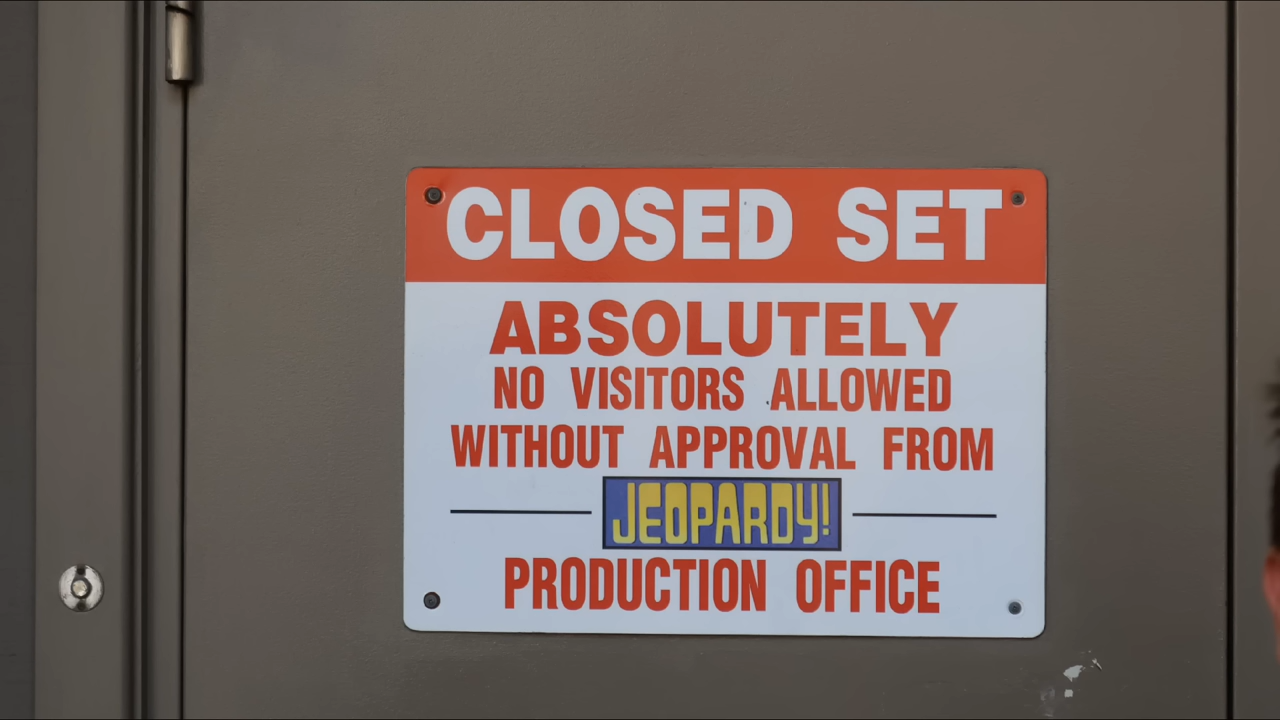 CLOSED SET
ABSOLUTELY
NO VISITORS ALLOWED
WITHOUT APPROVAL FROM
JEOPARDY!
PRODUCTION OFFICE